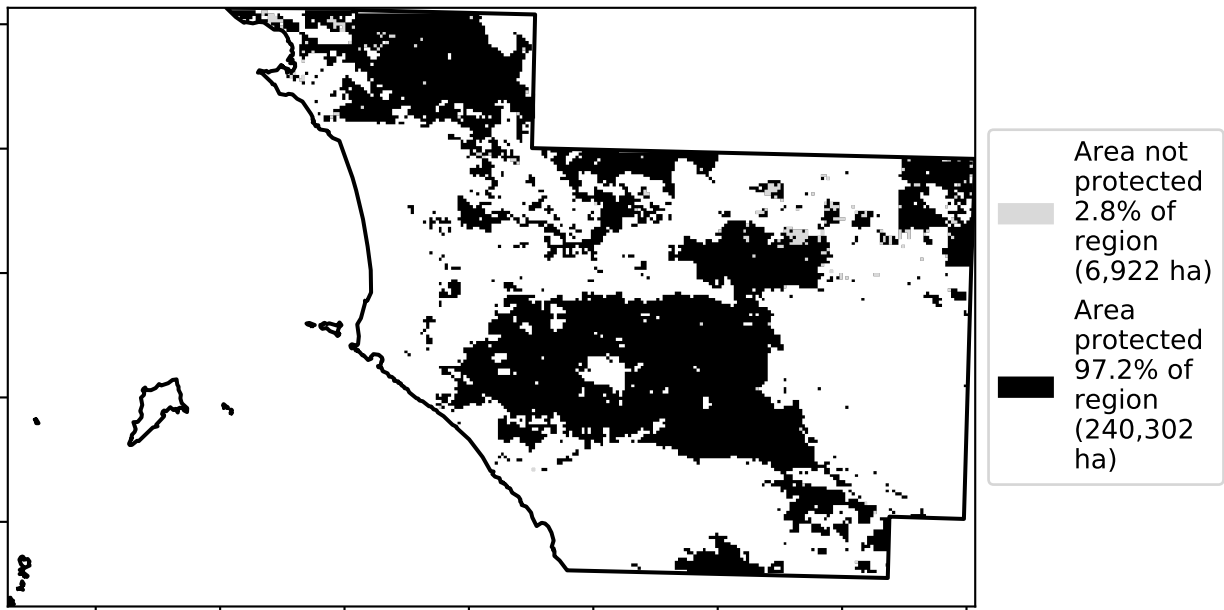 Area not
protected
2.8% of
region
(6,922 ha)
Area
protected
97.2% of
region
(240,302
ha)